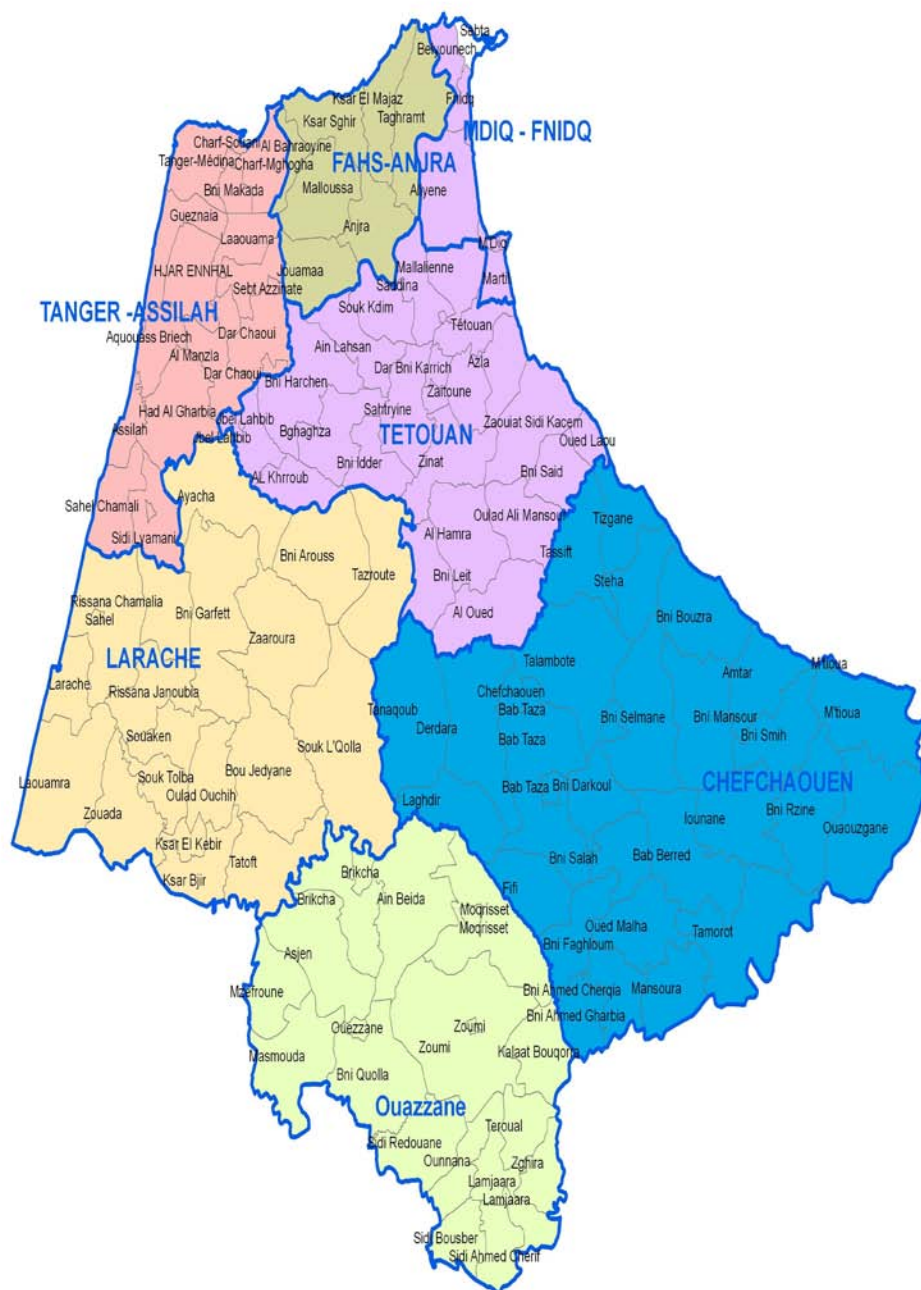 Sabta
Belyounech
Fnidq
Ksar El Majaz
Taghramt
Ksar Sghir
MDIQ - FNIDQ
Charf-Souani
Al Bahraoyine
Tanger-Médina
Charf-Mghogha
FAHS-ANJRA
Bni Makada
Malloussa
Allyene
Gueznaia
Anjra
Laaouama
M'Diq
HJAR ENNHAL
Jouamaa
Mallalienne
Martil
Saddina
Sebt Azzinate
Souk Kdim
TANGER -ASSILAH
Tétouan
Aquouass Briech
Dar Chaoui
Ain Lahsan
Al Manzla
Azla
Dar Chaoui
Dar Bni Karrich
Bni Harchen
Zaitoune
Had Al Gharbia
Jbel Lahbib
Sahtryine
Zaouiat Sidi Kacem
Assilah
Jbel Lahbib
Bghaghza
TETOUAN
Oued Laou
Bni Idder
Zinat
AL Khrroub
Bni Said
Ayacha
Sahel Chamali
Oulad Ali Mansour
Tizgane
Sidi Lyamani
Al Hamra
Bni Arouss
Tassift
Tazroute
Bni Leit
Steha
Rissana Chamalia
Sahel
Bni Garfett
Al Oued
Bni Bouzra
Zaaroura
LARACHE
Talambote
M'tioua
Larache
Amtar
Rissana Janoubia
Chefchaouen
Tanaqoub
Bab Taza
M'tioua
Derdara
Bni Selmane
Bni Mansour
Souaken
Bab Taza
Bni Smih
Souk L'Qolla
Laouamra
Souk Tolba
Bou Jedyane
Bab Taza
Bni Darkoul
CHEFCHAOUEN
Oulad Ouchih
Laghdir
Zouada
Iounane
Bni Rzine
Ouaouzgane
Ksar El Kebir
Tatoft
Bni Salah
Bab Berred
Ksar Bjir
Brikcha
Fifi
Brikcha
Ain Beida
Moqrisset
Moqrisset
Oued Malha
Tamorot
Asjen
Bni Faghloum
Mzefroune
Bni Ahmed Cherqia
Mansoura
Bni Ahmed Gharbia
Ouezzane
Zoumi
Zoumi
Masmouda
Kalaat Bouqorra
Bni Quolla
Ouazzane
Teroual
Sidi Redouane
Ounnana
Zghira
Lamjaara
Lamjaara
Sidi Bousber
Sidi Ahmed Cherif